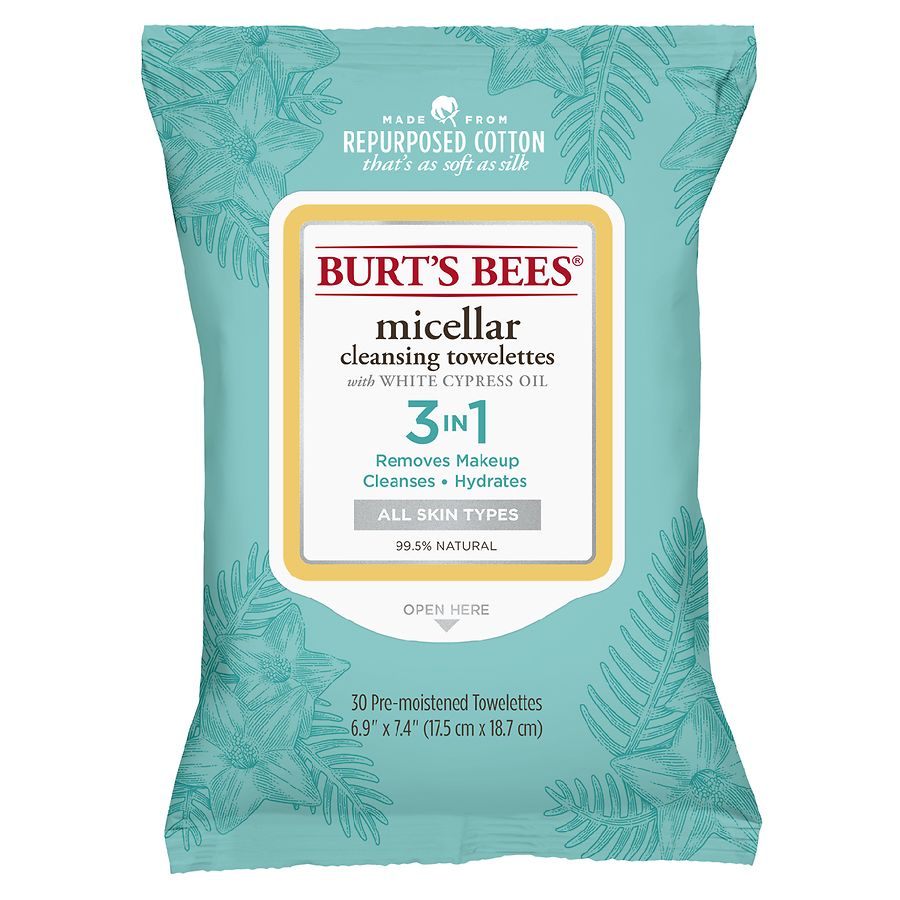 MADE FROM
REPURPOSED COTTON
that's as soft as silk
BURT'S BEES®
micellar
cleansing towelettes
with WHITE CYPRESS OIL
3 IN 1
Removes Makeup
Cleanses • Hydrates
ALL SKIN TYPES
99.5% NATURAL
OPEN HERE
30 Pre-moistened Towelettes
6.9" x 7.4" (17.5 cm x 18.7 cm)